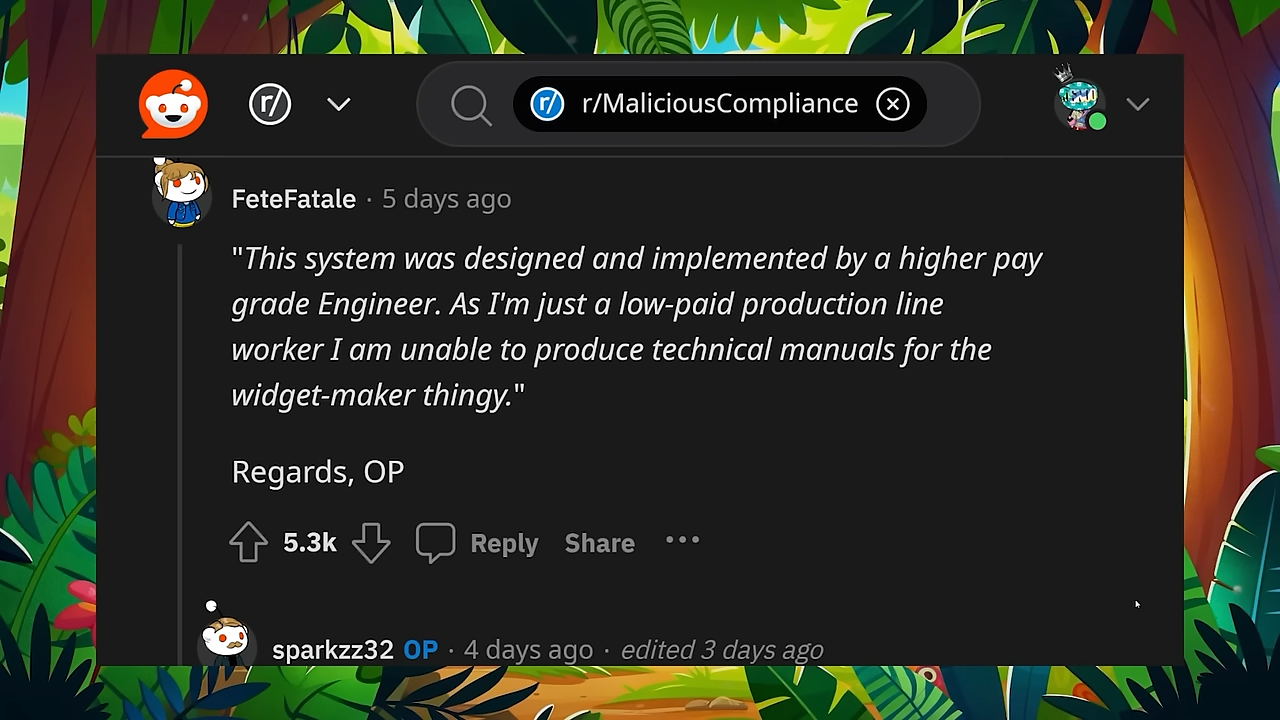 r/ r/ r/MaliciousCompliance
FeteFatale · 5 days ago
"This system was designed and implemented by a higher pay
grade Engineer. As I'm just a low-paid production line
worker I am unable to produce technical manuals for the
widget-maker thingy."
Regards, OP
5.3k Reply Share ···
sparkzz32 OP · 4 days ago · edited 3 days ago